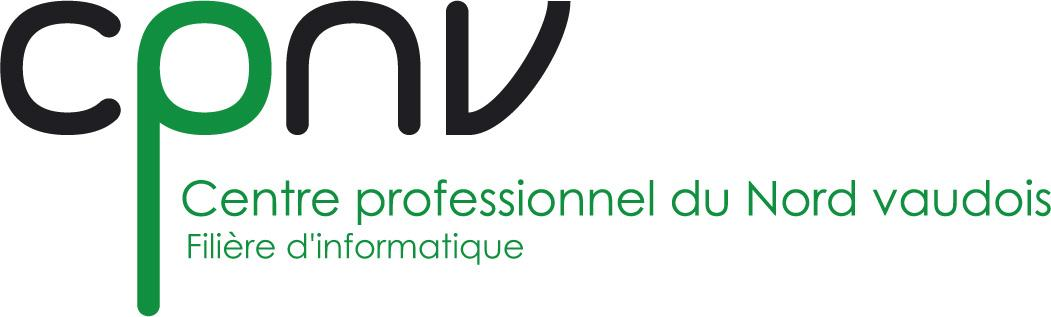 cpnv
Centre professionnel du Nord vaudois
Filière d'informatique